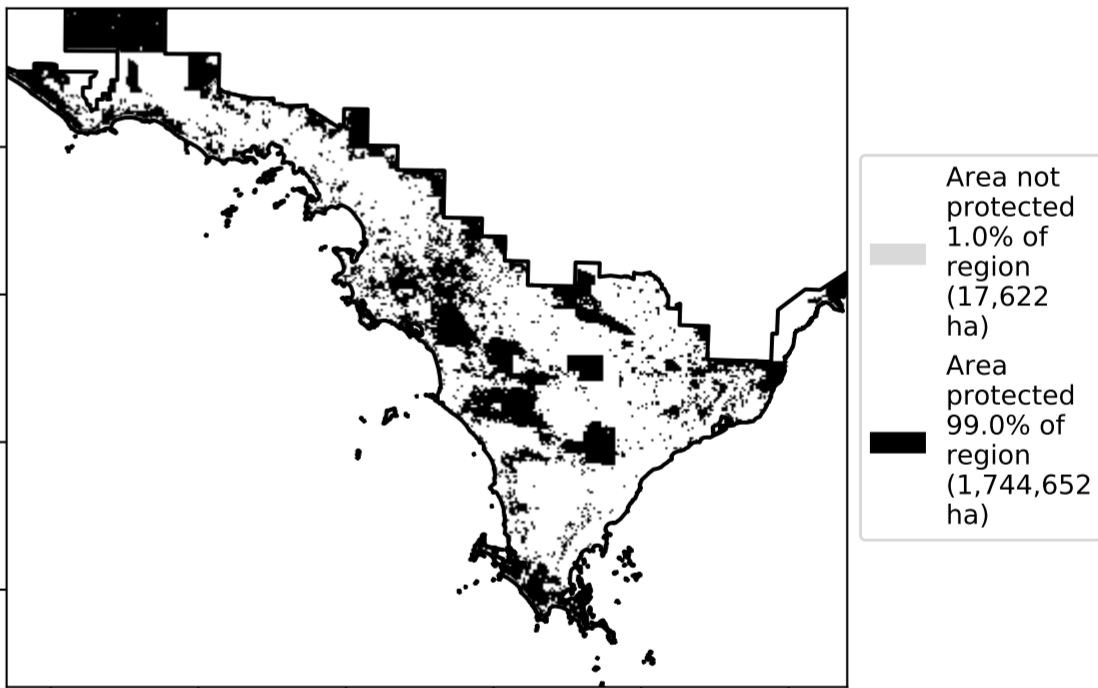 Area not
protected
1.0% of
region
(17,622
ha)
Area
protected
99.0% of
region
(1,744,652
ha)